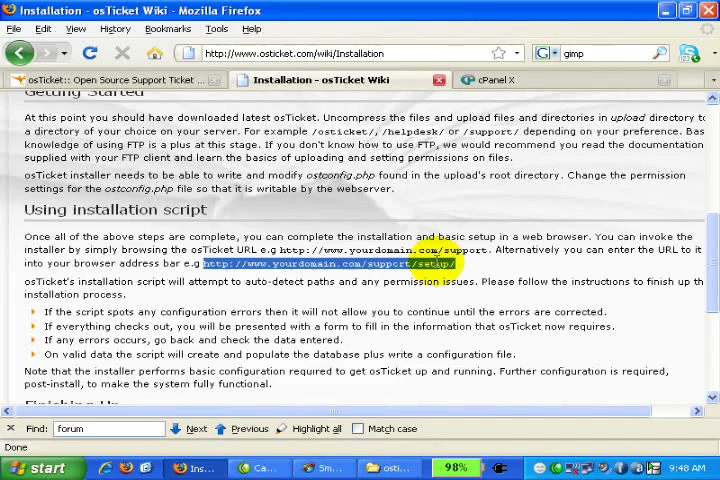 Installation - osTicket Wiki - Mozilla Firefox
File Edit View History Bookmarks Tools Help
http://www.osticket.com/wiki/Installation
G gimp
osTicket:: Open Source Support Ticket ...
Installation - osTicket Wiki
cPanel X
Getting Started
At this point you should have downloaded latest osTicket. Uncompress the files and upload files and directories in upload directory to
a directory of your choice on your server. For example /osticket/, /helpdesk/ or /support/ depending on your preference. Bas
knowledge of using FTP is a plus at this stage. If you don't know how to use FTP, we would recommend you read the documentation
supplied with your FTP client and learn the basics of uploading and setting permissions on files.
osTicket installer needs to be able to write and modify ostconfig.php found in the upload's root directory. Change the permission
settings for the ostconfig.php file so that it is writable by the webserver.
Using installation script
Once all of the above steps are complete, you can complete the installation and basic setup in a web browser. You can invoke the
installer by simply browsing the osTicket URL e.g http://www.yourdomain.com/support. Alternatively you can enter the URL to it
into your browser address bar e.g http://www.yourdomain.com/support/setup/
osTicket's installation script will attempt to auto-detect paths and any permission issues. Please follow the instructions to finish up th
installation process.
If the script spots any configuration errors then it will not allow you to continue until the errors are corrected.
If everything checks out, you will be presented with a form to fill in the information that osTicket now requires.
If any errors occurs, go back and check the data entered.
On valid data the script will create and populate the database plus write a configuration file.
Note that the installer performs basic configuration required to get osTicket up and running. Further configuration is required,
post-install, to make the system fully functional.
Finishing Up
Find: forum Next Previous Highlight all Match case
Done
start Ins... Ca... Sm... osti... 98% 9:48 AM